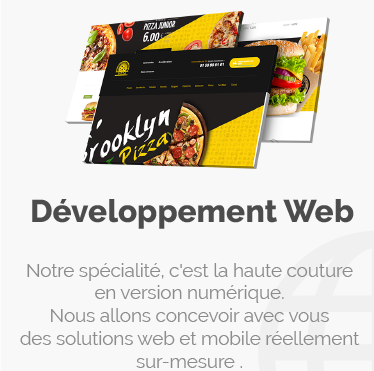 PIZZA JUNIOR
6.00
Brooklyn
Pizza
Développement Web
Notre spécialité, c'est la haute couture
en version numérique.
Nous allons concevoir avec vous
des solutions web et mobile réellement
sur-mesure .